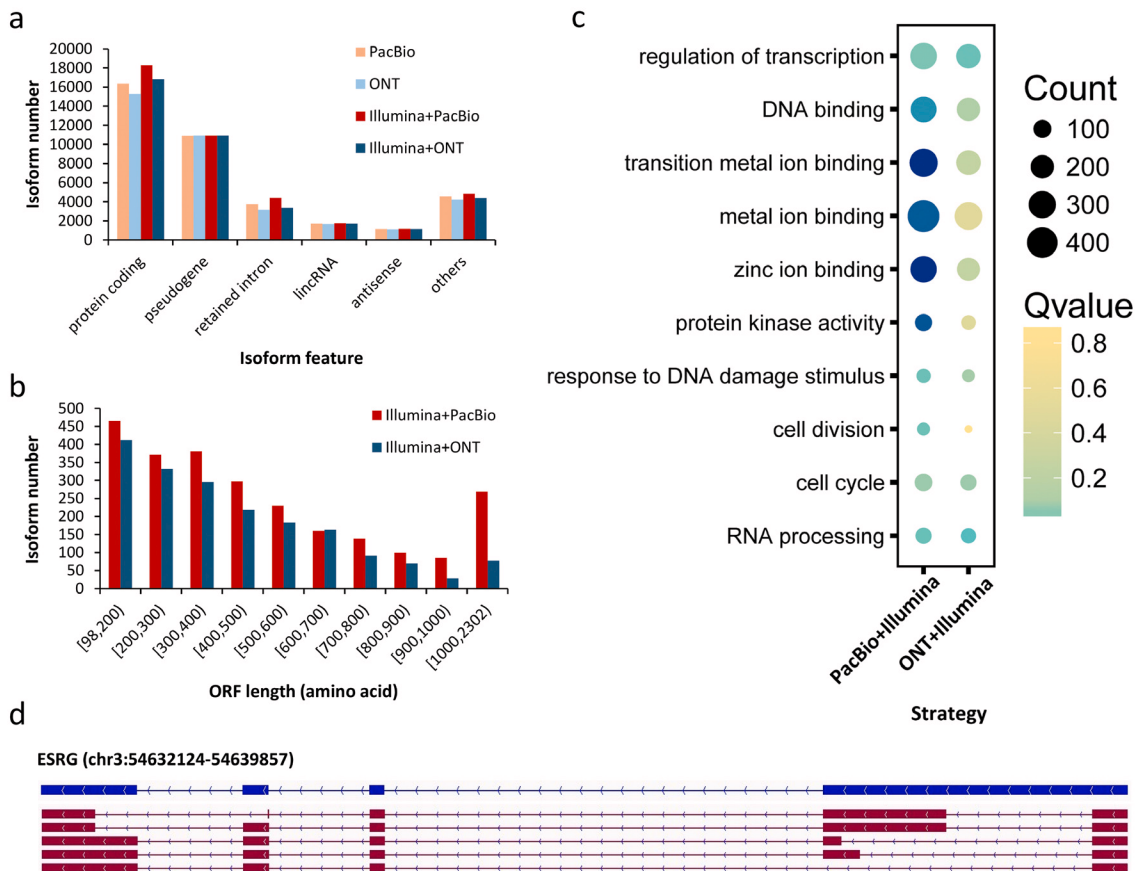 a
20000
18000
16000
14000
12000
10000
8000
6000
4000
2000
0
Isoform number
PacBio
ONT
Illumina+PacBio
Illumina+ONT
protein coding
pseudogene
retained intron
lincRNA
antisense
others
Isoform feature
b
500
450
400
350
300
250
200
150
100
50
0
Isoform number
Illumina+PacBio
Illumina+ONT
[98,200)
[200,300)
[300,400)
[400,500)
[500,600)
[600,700)
[700,800)
[800,900)
[900,1000)
[1000,2302)
ORF length (amino acid)
c
regulation of transcription
DNA binding
transition metal ion binding
metal ion binding
zinc ion binding
protein kinase activity
response to DNA damage stimulus
cell division
cell cycle
RNA processing
PacBio+Illumina
ONT+Illumina
Strategy
Count
100
200
300
400
Qvalue
0.8
0.6
0.4
0.2
d
ESRG (chr3:54632124-54639857)